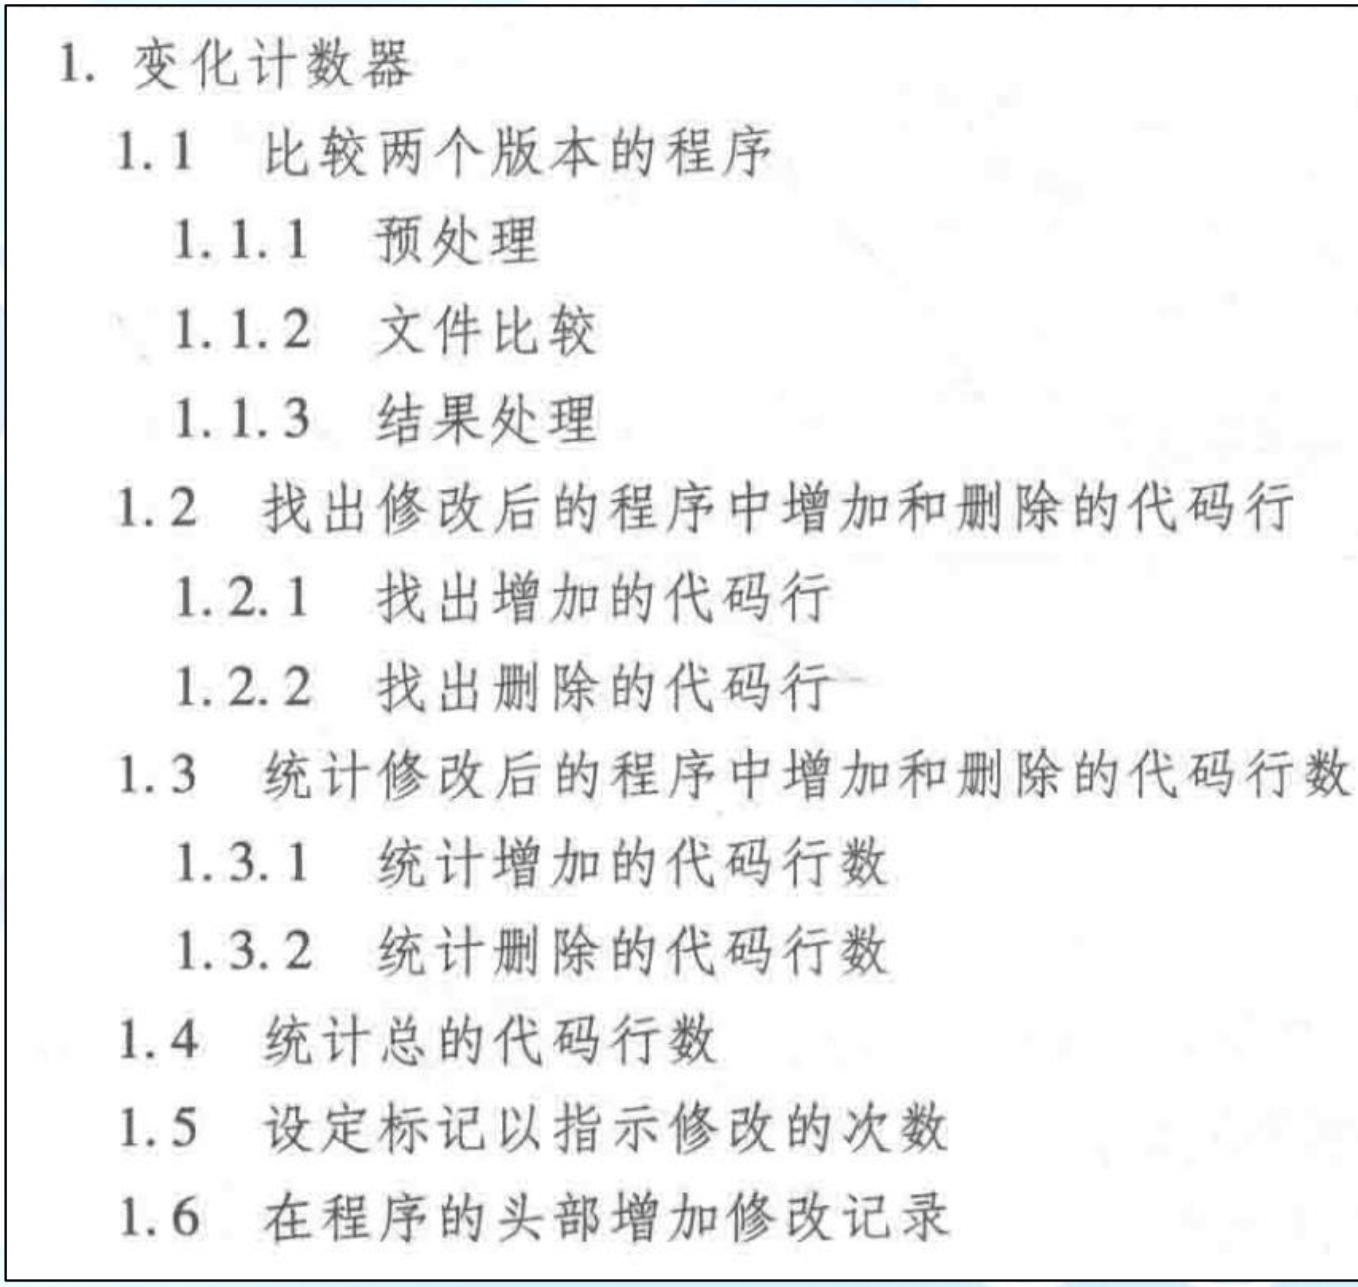 1. 变化计数器
1.1 比较两个版本的程序
1.1.1 预处理
1.1.2 文件比较
1.1.3 结果处理
1.2 找出修改后的程序中增加和删除的代码行
1.2.1 找出增加的代码行
1.2.2 找出删除的代码行
1.3 统计修改后的程序中增加和删除的代码行数
1.3.1 统计增加的代码行数
1.3.2 统计删除的代码行数
1.4 统计总的代码行数
1.5 设定标记以指示修改的次数
1.6 在程序的头部增加修改记录